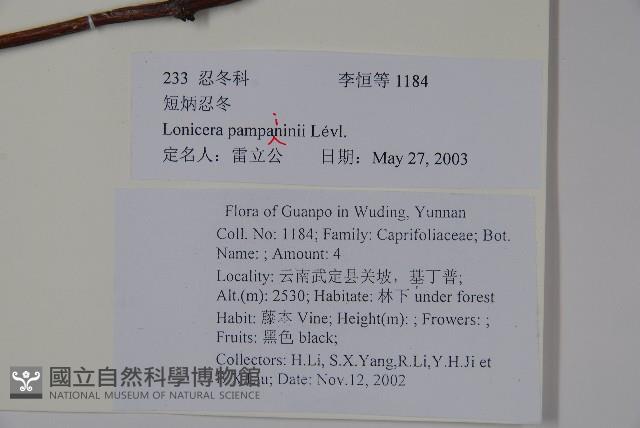 233 忍冬科 李恒等 1184
短炳忍冬
Lonicera pampaninii Lévl.
i
定名人：雷立公 日期：May 27, 2003
Flora of Guanpo in Wuding, Yunnan
Coll. No: 1184; Family: Caprifoliaceae; Bot.
Name: ; Amount: 4
Locality: 云南武定县关坡，基丁普;
Alt.(m): 2530; Habitate: 林下 under forest
Habit: 藤本 Vine; Height(m): ; Frowers: ;
Fruits: 黑色 black;
Collectors: H.Li, S.X.Yang,R.Li,Y.H.Ji et
Date: Nov.12, 2002
國立自然科學博物館
NATIONAL MUSEUM OF NATURAL SCIENCE